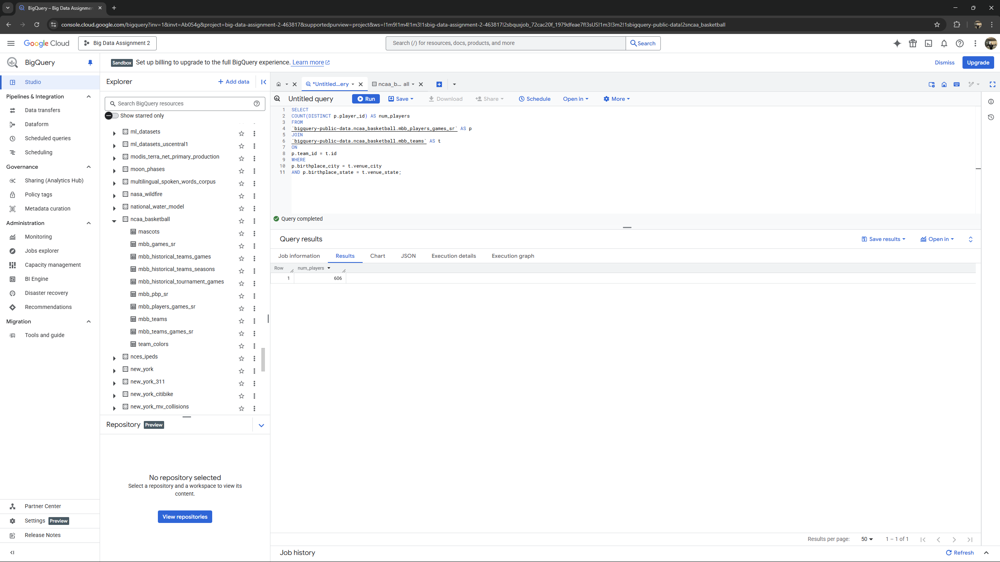 BigQuery – Big Data Assignmen
console.cloud.google.com/bigquery?inv=1&invt=Ab054g&project=big-data-assignment-2-463817&supportedpurview=project&ws=!1m9!1m4!1m3!1sbig-data-assignment-2-463817!2sbquxjob_72cac20f_1979dfeae7f!3sUS!1m3!3m2!1sbigquery-public-data!2sncaa_basketball
Google Cloud
Big Data Assignment 2
Search (/) for resources, docs, products, and more
Search
BigQuery
Sandbox Set up billing to upgrade to the full BigQuery experience. Learn more
Dismiss
Upgrade
Studio
Pipelines & Integration
Data transfers
Dataform
Scheduled queries
Scheduling
Governance
Sharing (Analytics Hub)
Policy tags
Metadata curation
Administration
Monitoring
Jobs explorer
Capacity management
BI Engine
Disaster recovery
Recommendations
Migration
Tools and guide
Partner Center
Settings Preview
Release Notes
Explorer
+ Add data
Search BigQuery resources
Show starred only
ml_datasets
ml_datasets_uscentral1
modis_terra_net_primary_production
moon_phases
multilingual_spoken_words_corpus
nasa_wildfire
national_water_model
ncaa_basketball
mascots
mbb_games_sr
mbb_historical_teams_games
mbb_historical_teams_seasons
mbb_historical_tournament_games
mbb_pbp_sr
mbb_players_games_sr
mbb_teams
mbb_teams_games_sr
team_colors
nces_ipeds
new_york
new_york_311
new_york_citibike
new_york_mv_collisions
Repository Preview
No repository selected
Select a repository and a workspace to view its
content.
View repositories
*Untitled...ery
ncaa_b... all
Untitled query
Run
Save
Download
Share
Schedule
Open in
More
1 SELECT
2 COUNT(DISTINCT p.player_id) AS num_players
3 FROM
4 `bigquery-public-data.ncaa_basketball.mbb_players_games_sr` AS p
5 JOIN
6 `bigquery-public-data.ncaa_basketball.mbb_teams` AS t
7 ON
8 p.team_id = t.id
9 WHERE
10 p.birthplace_city = t.venue_city
11 AND p.birthplace_state = t.venue_state;
Query completed
Query results
Save results
Open in
Job information
Results
Chart
JSON
Execution details
Execution graph
Row num_players
1 606
Results per page: 50 1 – 1 of 1
Job history
Refresh